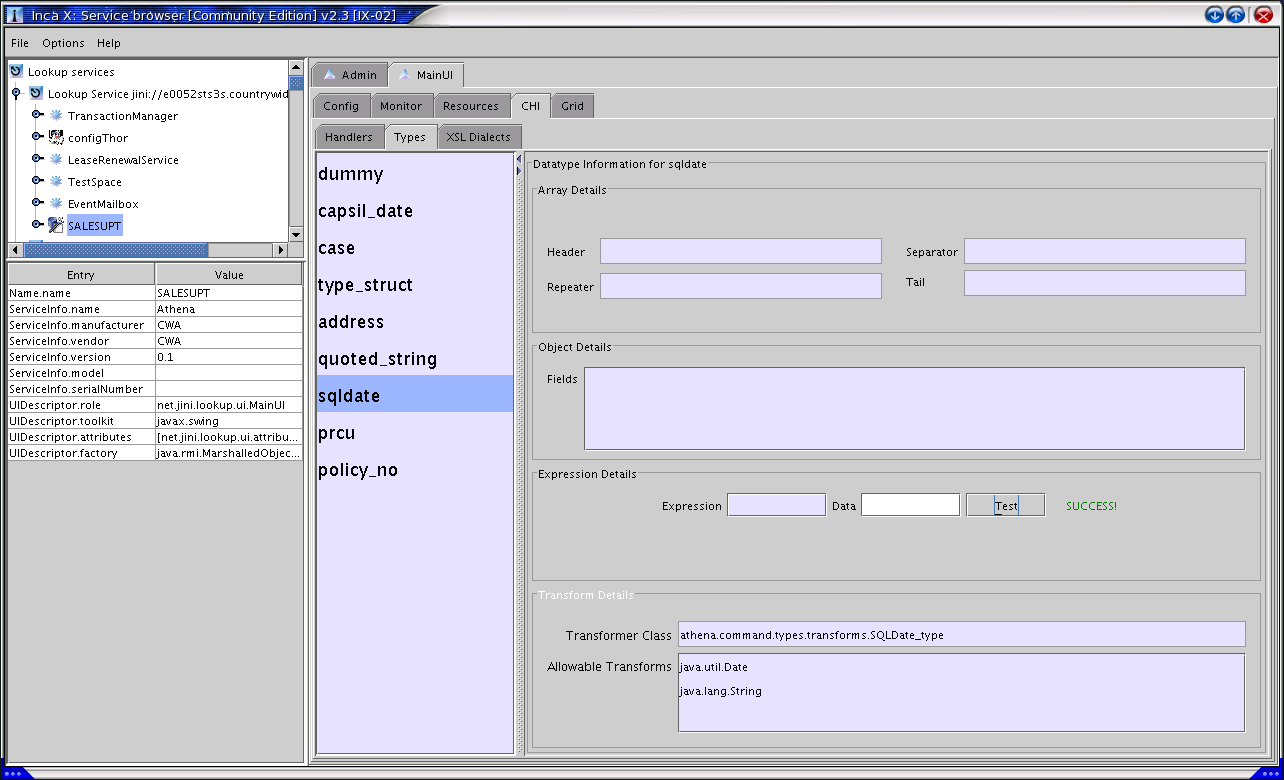 Inca X: Service browser [Community Edition] v2.3 [IX-02]
File Options Help
Lookup services
Lookup Service jini://e0052sts3s.countrywid
TransactionManager
configThor
LeaseRenewalService
TestSpace
EventMailbox
SALESUPT
Entry Value
Name.name SALESUPT
ServiceInfo.name Athena
ServiceInfo.manufacturer CWA
ServiceInfo.vendor CWA
ServiceInfo.version 0.1
ServiceInfo.model
ServiceInfo.serialNumber
UIDescriptor.role net.jini.lookup.ui.MainUI
UIDescriptor.toolkit javax.swing
UIDescriptor.attributes [net.jini.lookup.ui.attribu...
UIDescriptor.factory java.rmi.MarshalledObjec...
Admin MainUI
Config Monitor Resources CHI Grid
Handlers Types XSL Dialects
dummy
capsil_date
case
type_struct
address
quoted_string
sqldate
prcu
policy_no
Datatype Information for sqldate
Array Details
Header Separator
Repeater Tail
Object Details
Fields
Expression Details
Expression Data Test SUCCESS!
Transform Details
Transformer Class athena.command.types.transforms.SQLDate_type
Allowable Transforms java.util.Date
java.lang.String